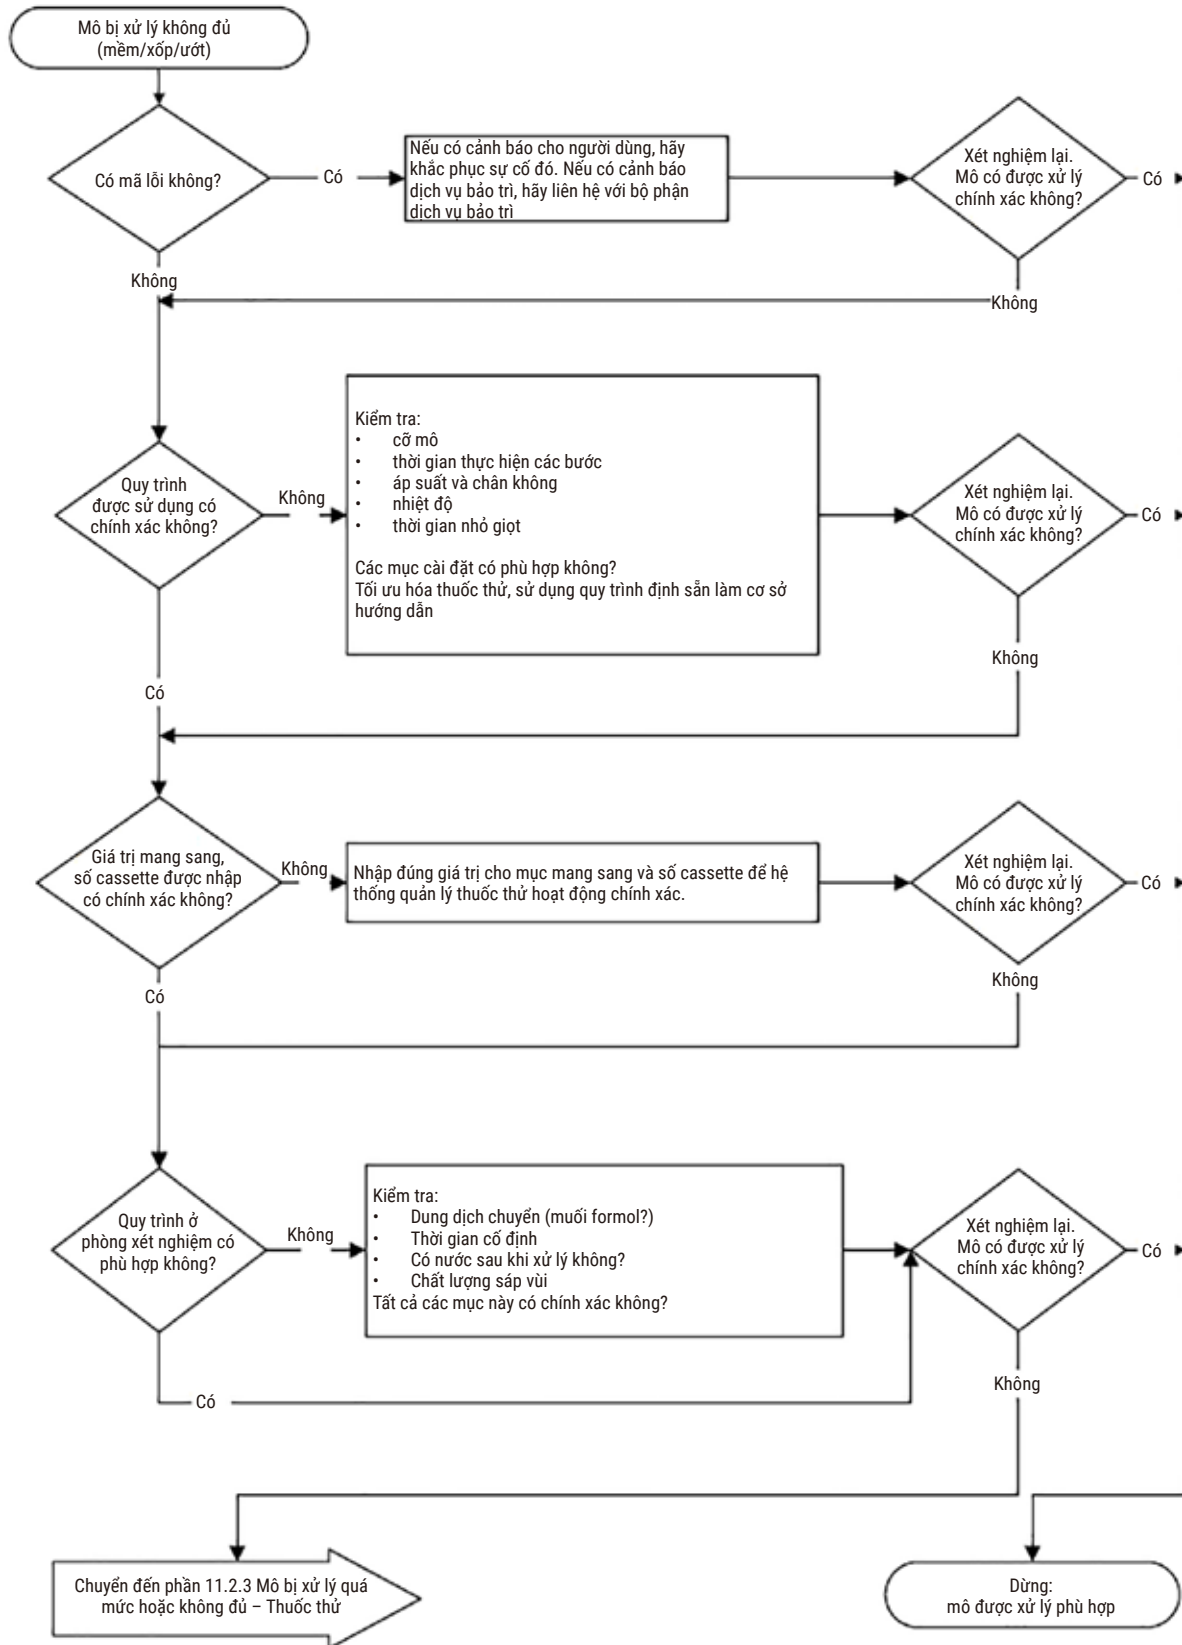 Mô bị xử lý không đủ
(mềm/xốp/ướt)
Có mã lỗi không?
Có
Nếu có cảnh báo cho người dùng, hãy
khắc phục sự cố đó. Nếu có cảnh báo
dịch vụ bảo trì, hãy liên hệ với bộ phận
dịch vụ bảo trì
Xét nghiệm lại.
Mô có được xử lý
chính xác không?
Có
Không
Không
Quy trình
được sử dụng có
chính xác không?
Không
Kiểm tra:
• cỡ mô
• thời gian thực hiện các bước
• áp suất và chân không
• nhiệt độ
• thời gian nhỏ giọt
Các mục cài đặt có phù hợp không?
Tối ưu hóa thuốc thử, sử dụng quy trình định sẵn làm cơ sở
hướng dẫn
Xét nghiệm lại.
Mô có được xử lý
chính xác không?
Có
Không
Có
Giá trị mang sang,
số cassette được nhập
có chính xác không?
Không
Nhập đúng giá trị cho mục mang sang và số cassette để hệ
thống quản lý thuốc thử hoạt động chính xác.
Xét nghiệm lại.
Mô có được xử lý
chính xác không?
Có
Không
Có
Quy trình ở
phòng xét nghiệm có
phù hợp không?
Không
Kiểm tra:
• Dung dịch chuyển (muối formol?)
• Thời gian cố định
• Có nước sau khi xử lý không?
• Chất lượng sáp vùi
Tất cả các mục này có chính xác không?
Xét nghiệm lại.
Mô có được xử lý
chính xác không?
Có
Không
Có
Chuyển đến phần 11.2.3 Mô bị xử lý quá
mức hoặc không đủ – Thuốc thử
Dừng:
mô được xử lý phù hợp